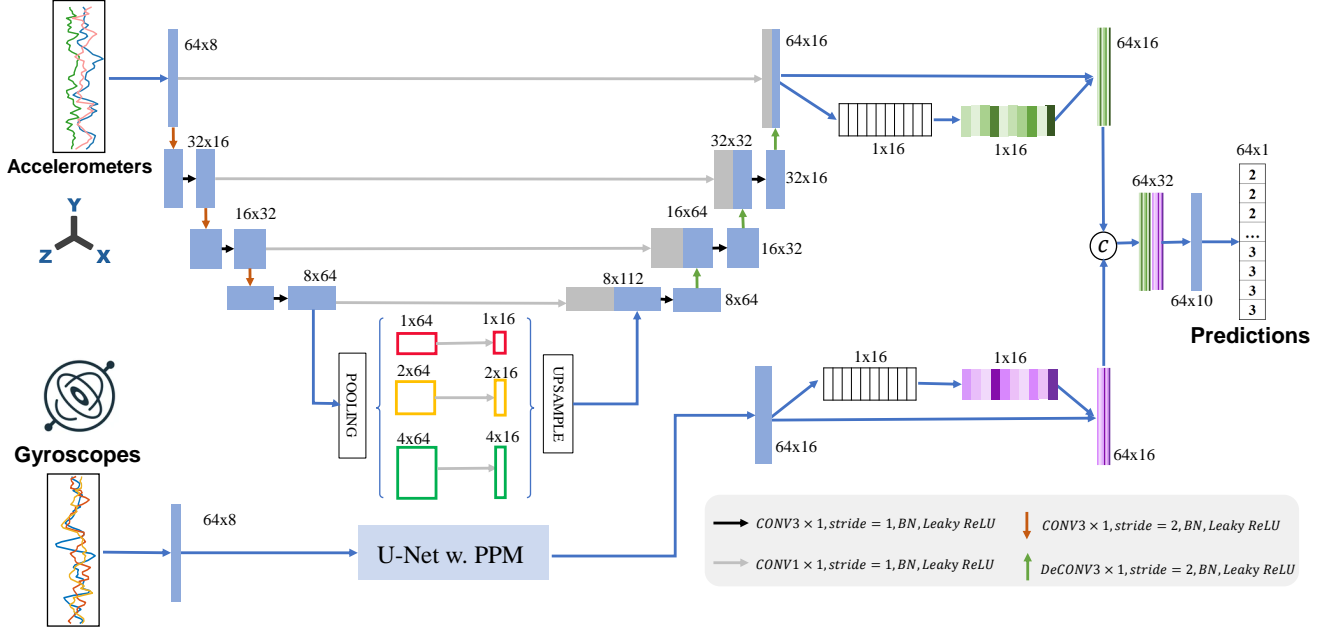 64x8
64x16
64x16
Accelerometers
32x16
32x32
32x16
1x16
1x16
64x1
64x32
2
2
2
...
3
3
3
3
Y
Z
X
16x32
16x64
16x32
C
64x10
Predictions
8x64
8x112
8x64
1x64
1x16
2x64
2x16
4x64
4x16
POOLING
UPSAMPLE
1x16
1x16
64x16
64x16
Gyroscopes
64x8
U-Net w. PPM
CONV3 × 1, stride = 1, BN, Leaky ReLU
CONV3 × 1, stride = 2, BN, Leaky ReLU
CONV1 × 1, stride = 1, BN, Leaky ReLU
DeCONV3 × 1, stride = 2, BN, Leaky ReLU